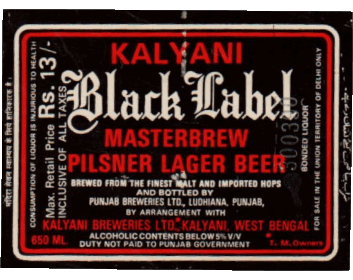 KALYANI
Black Label
MASTERBREW
PILSNER LAGER BEER
BREWED FROM THE FINEST MALT AND IMPORTED HOPS
AND BOTTLED BY
PUNJAB BREWERIES LTD., LUDHIANA, PUNJAB,
BY ARRANGEMENT WITH
KALYANI BREWERIES LTD. KALYANI, WEST BENGAL
ALCOHOLIC CONTENTS BELOW 5% V/V
DUTY NOT PAID TO PUNJAB GOVERNMENT
650 ML.
T. M. Owners
CONSUMPTION OF LIQUOR IS INJURIOUS TO HEALTH
Max. Retail Price Rs. 13/-
INCLUSIVE OF ALL TAXES
BONDED LIQUOR
FOR SALE IN THE UNION TERRITORY OF DELHI ONLY